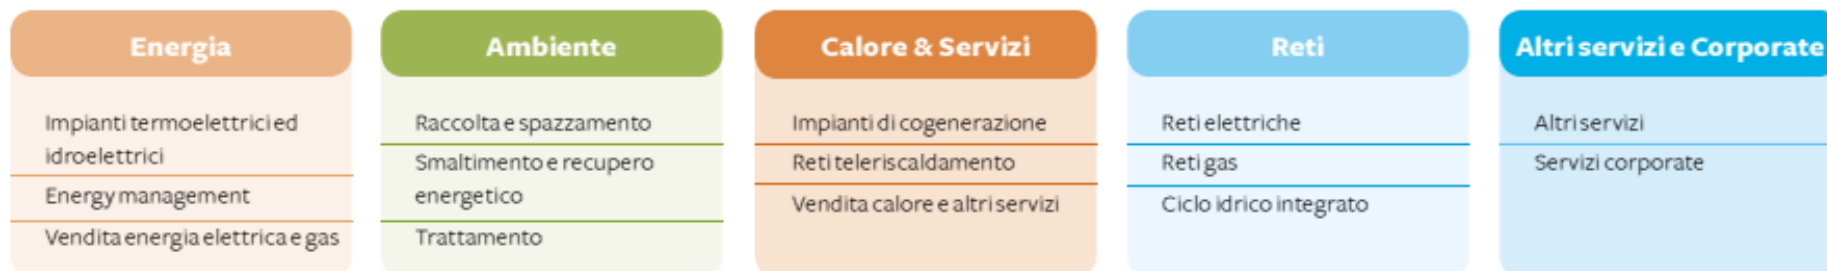 Energia
Impianti termoelettrici ed
idroelettrici
Energy management
Vendita energia elettrica e gas
Ambiente
Raccolta e spazzamento
Smaltimento e recupero
energetico
Trattamento
Calore & Servizi
Impianti di cogenerazione
Reti teleriscaldamento
Vendita calore e altri servizi
Reti
Reti elettriche
Reti gas
Ciclo idrico integrato
Altri servizi e Corporate
Altri servizi
Servizi corporate